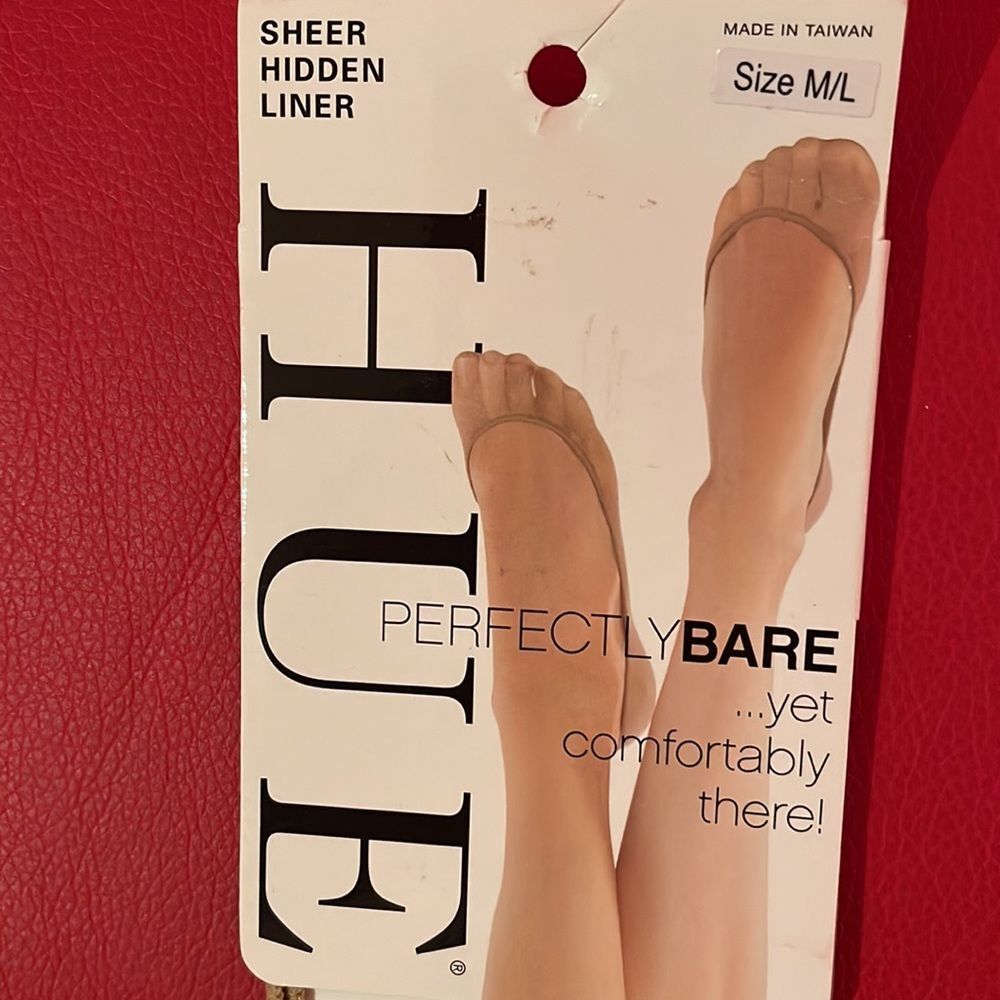 SHEER
HIDDEN
LINER
MADE IN TAIWAN
Size M/L
HUE®
PERFECTLYBARE
...yet
comfortably
there!